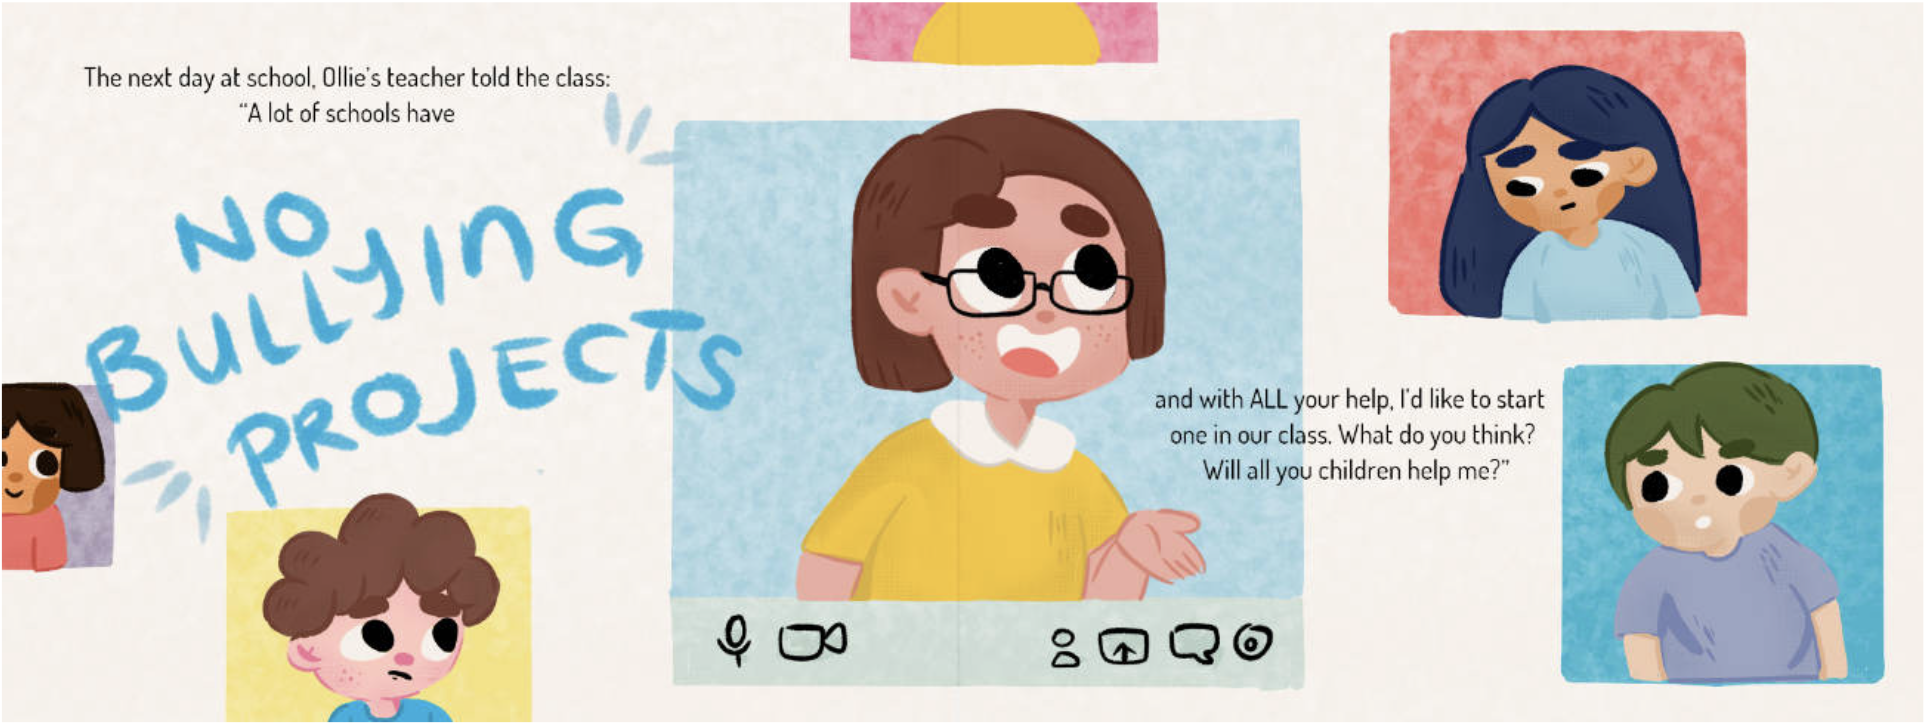 The next day at school, Ollie's teacher told the class:
“A lot of schools have
NO
BULLYING
PROJECTS
and with ALL your help, I'd like to start
one in our class. What do you think?
Will all you children help me?”